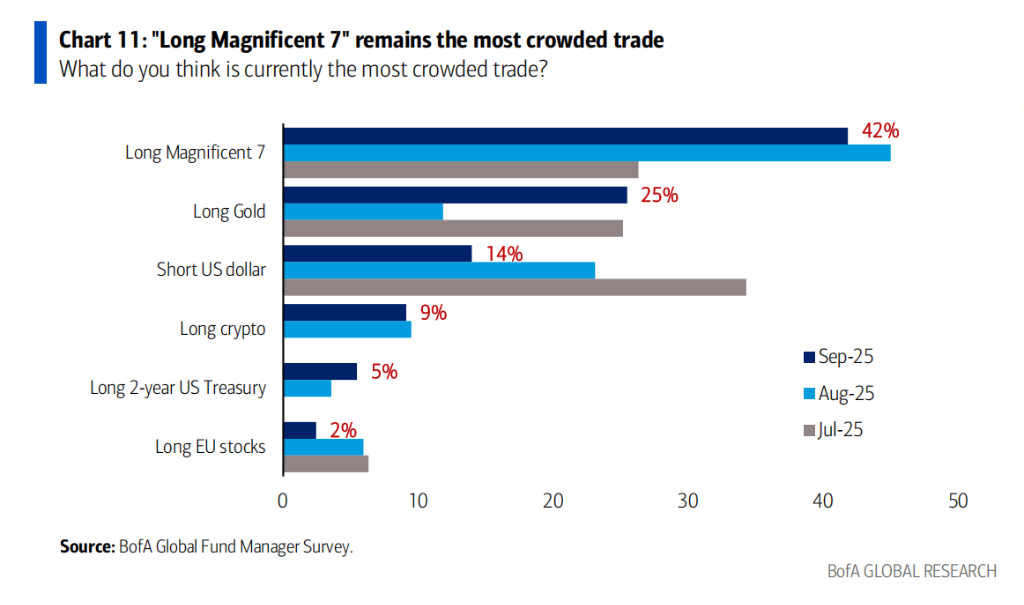 Chart 11: "Long Magnificent 7" remains the most crowded trade
What do you think is currently the most crowded trade?
Long Magnificent 7
42%
Long Gold
25%
Short US dollar
14%
Long crypto
9%
Long 2-year US Treasury
5%
Long EU stocks
2%
Sep-25
Aug-25
Jul-25
0 10 20 30 40 50
Source: BofA Global Fund Manager Survey.
BofA GLOBAL RESEARCH